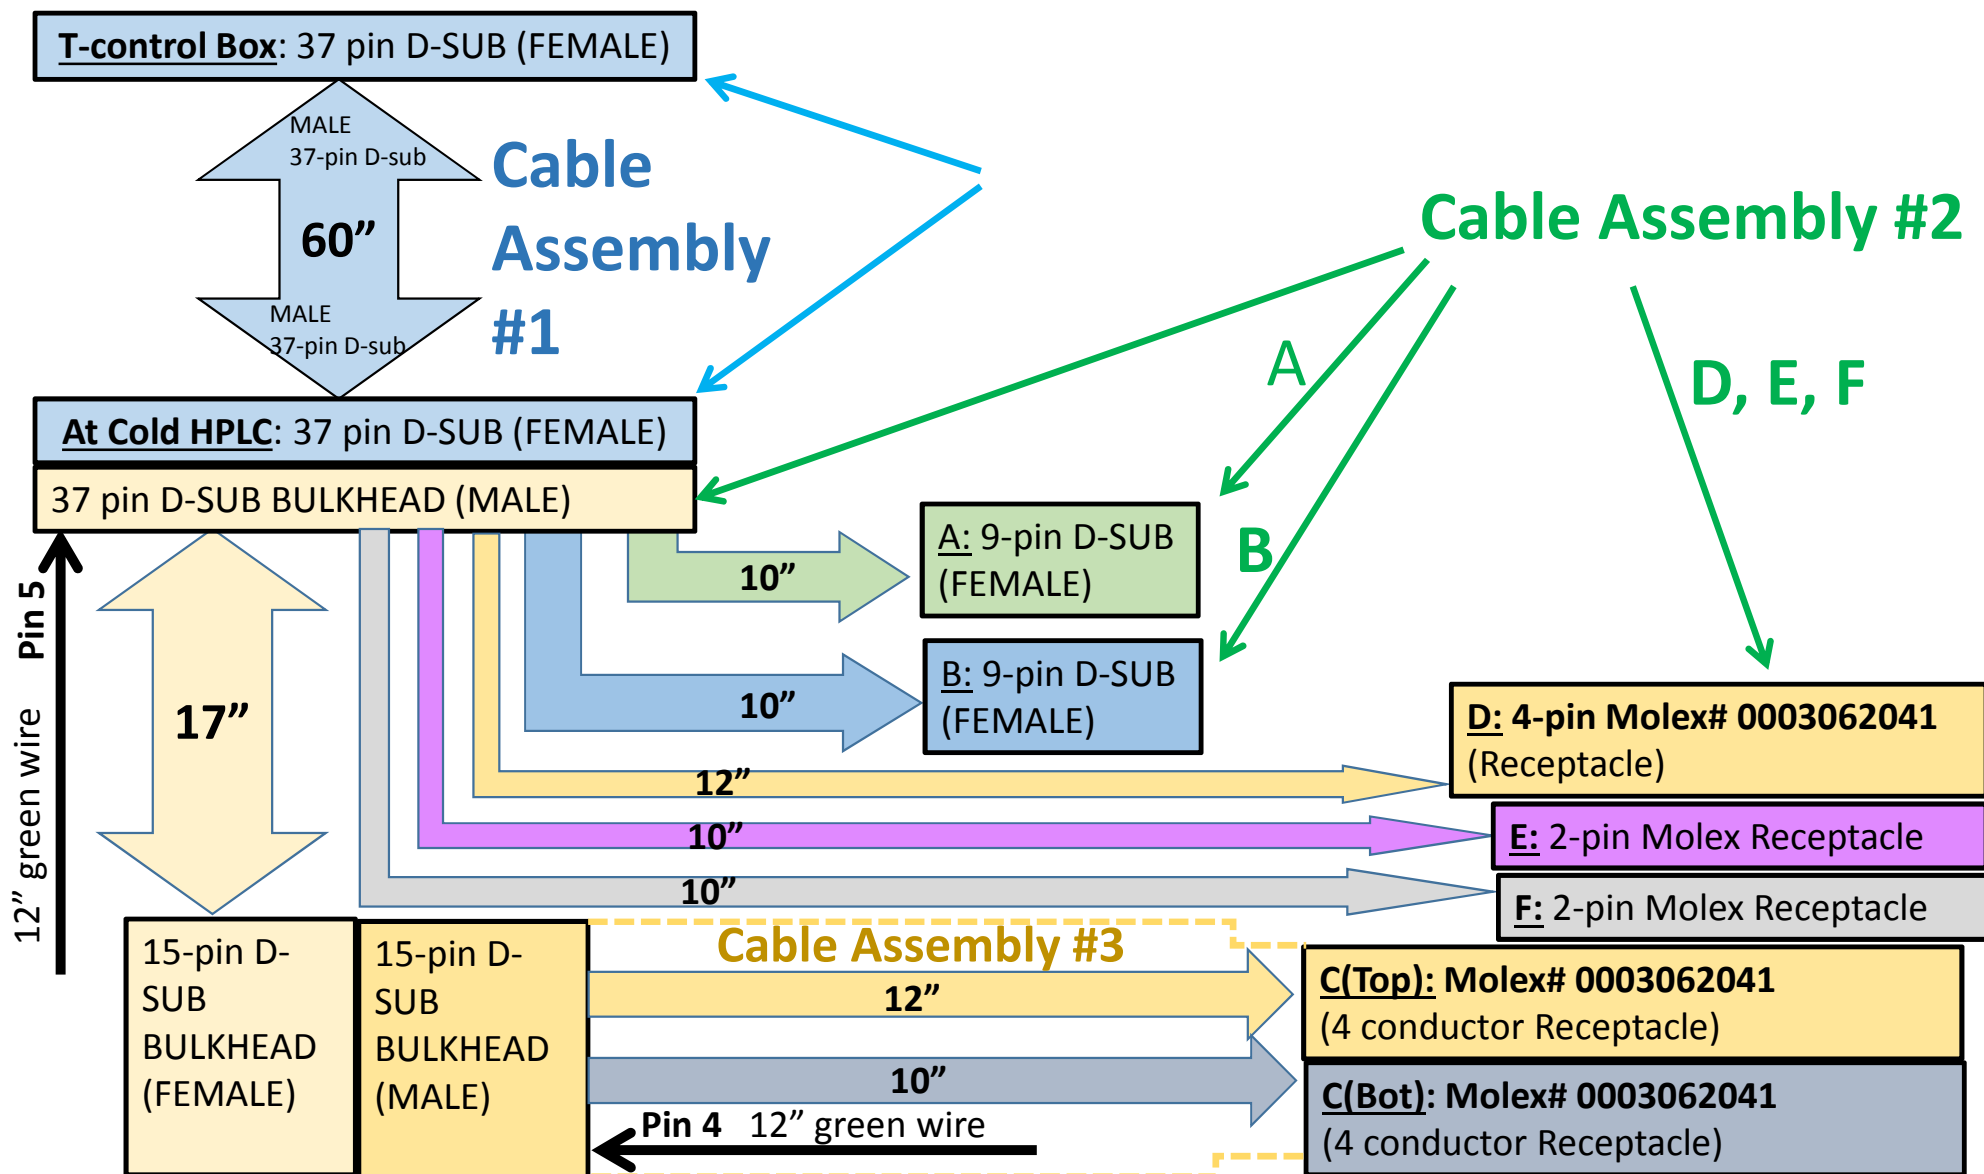 T-control Box: 37 pin D-SUB (FEMALE)
MALE
37-pin D-sub
60”
MALE
37-pin D-sub
Cable
Assembly
#1
Cable Assembly #2
A
B
D, E, F
At Cold HPLC: 37 pin D-SUB (FEMALE)
37 pin D-SUB BULKHEAD (MALE)
12” green wire Pin 5
17”
10”
A: 9-pin D-SUB
(FEMALE)
10”
B: 9-pin D-SUB
(FEMALE)
12”
D: 4-pin Molex# 0003062041
(Receptacle)
10”
E: 2-pin Molex Receptacle
10”
F: 2-pin Molex Receptacle
15-pin D-
SUB
BULKHEAD
(FEMALE)
15-pin D-
SUB
BULKHEAD
(MALE)
Cable Assembly #3
12”
C(Top): Molex# 0003062041
(4 conductor Receptacle)
10”
C(Bot): Molex# 0003062041
(4 conductor Receptacle)
Pin 4 12” green wire